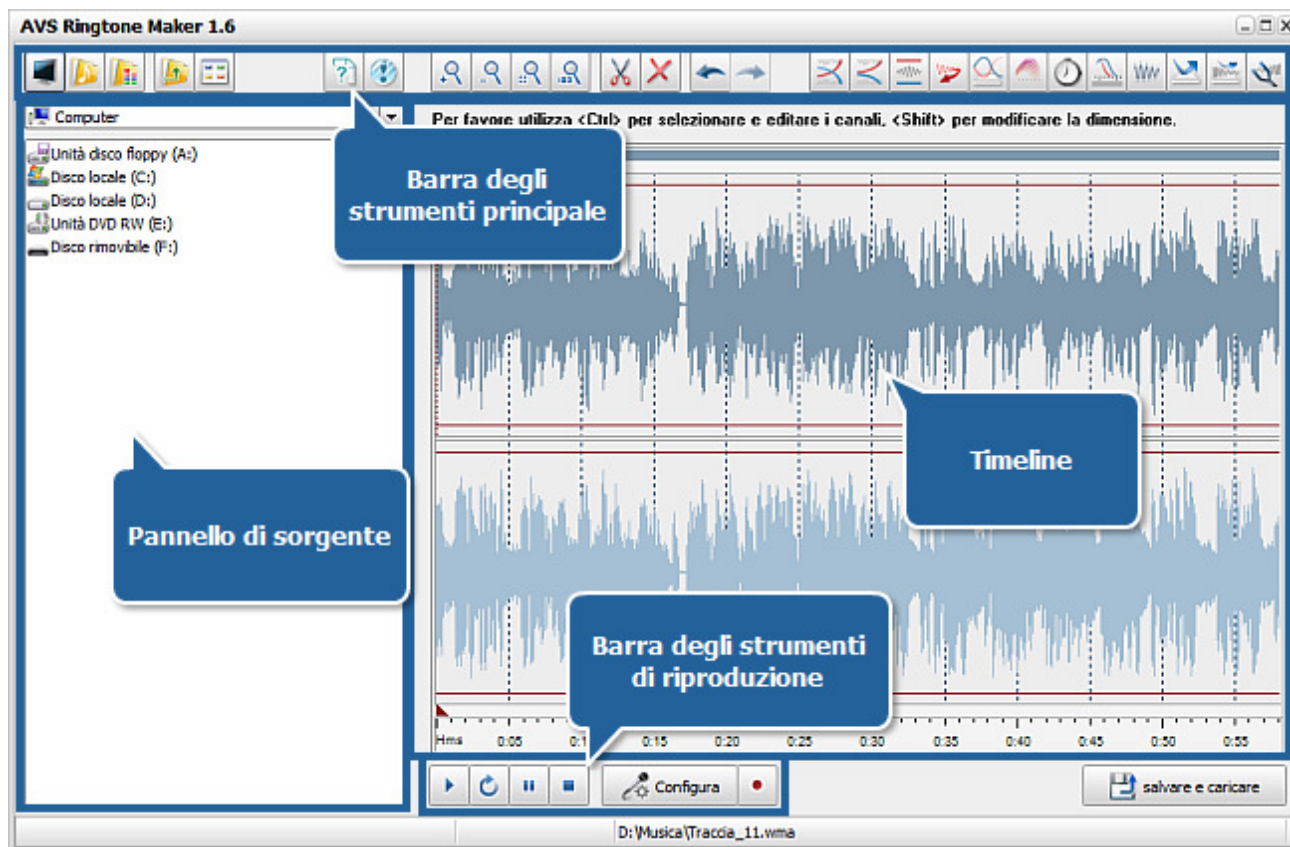 AVS Ringtone Maker 1.6
Computer
Per favore utilizza <Ctrl> per selezionare e editare i canali, <Shift> per modificare la dimensione.
Unità disco floppy (A:)
Disco locale (C:)
Disco locale (D:)
Unità DVD RW (E:)
Disco rimovibile (F:)
Barra degli
strumenti principale
Timeline
Pannello di sorgente
Barra degli strumenti
di riproduzione
Hms 0:05 0:15 0:20 0:25 0:30 0:35 0:40 0:45 0:50 0:55
Configura
salvare e caricare
D:\Musica\Traccia_11.wma